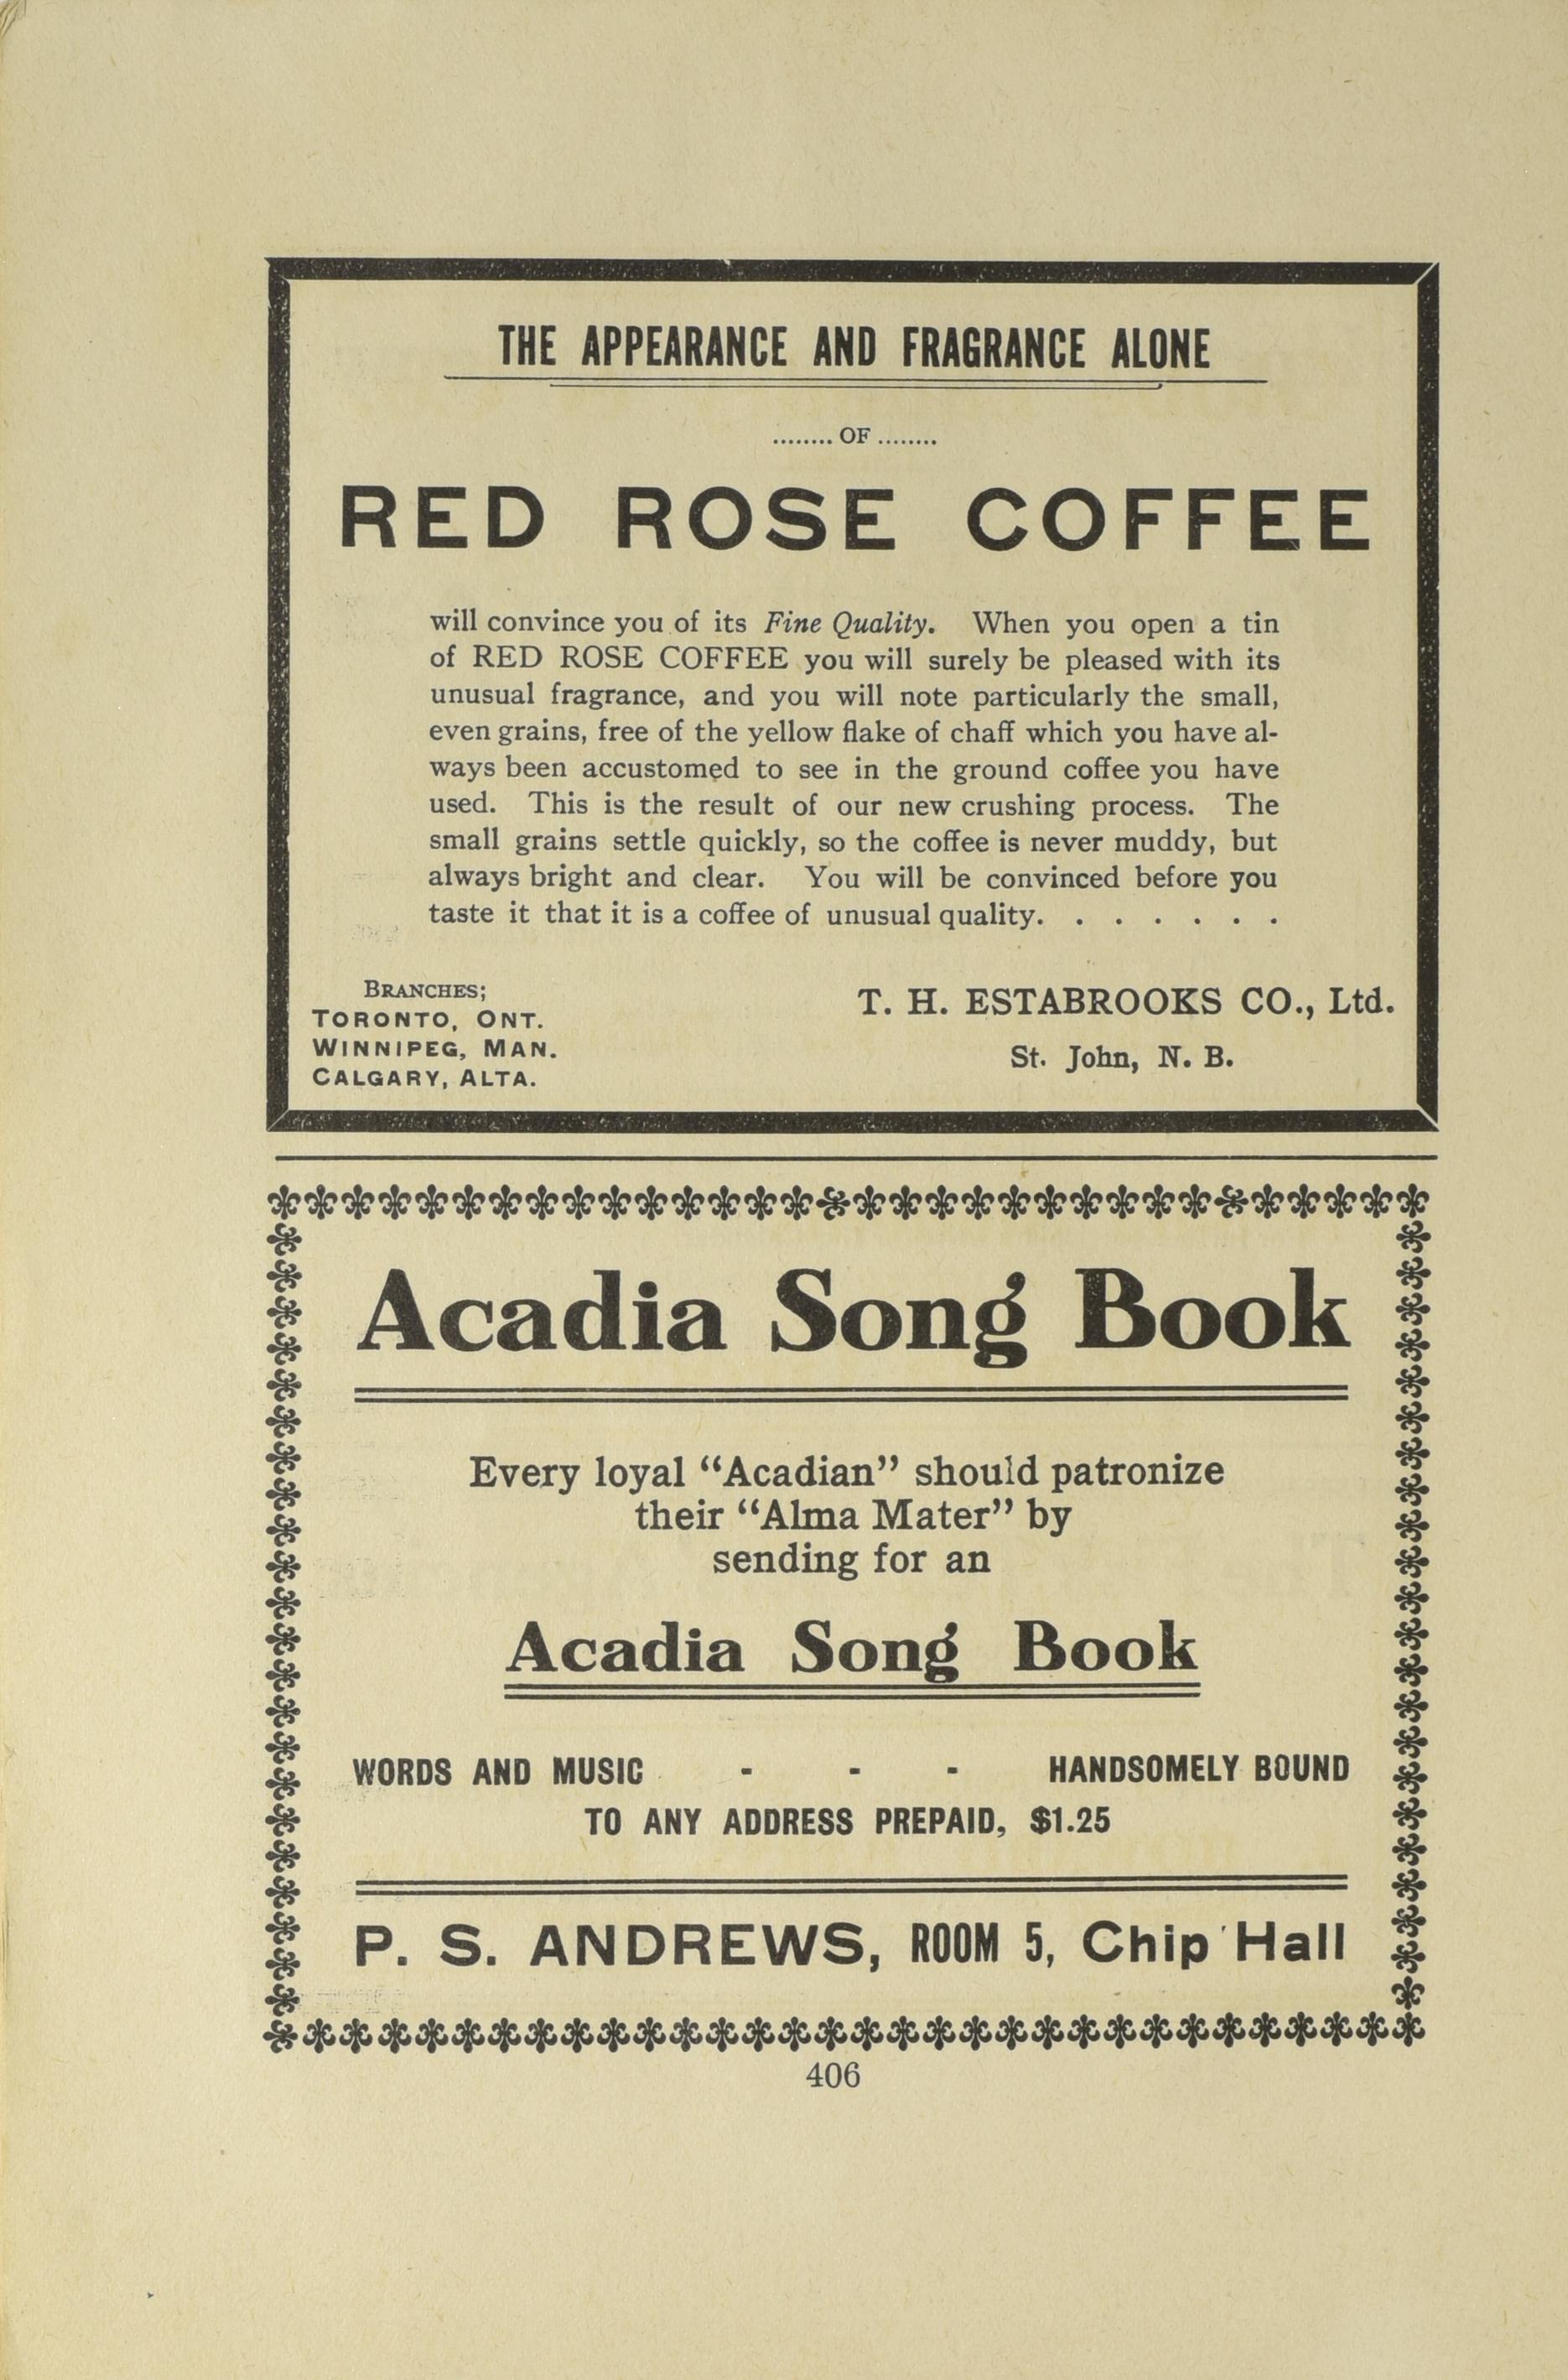 THE APPEARANCE AND FRAGRANCE ALONE
........ OF ........
RED ROSE COFFEE
will convince you of its Fine Quality. When you open a tin
of RED ROSE COFFEE you will surely be pleased with its
unusual fragrance, and you will note particularly the small,
even grains, free of the yellow flake of chaff which you have al-
ways been accustomed to see in the ground coffee you have
used. This is the result of our new crushing process. The
small grains settle quickly, so the coffee is never muddy, but
always bright and clear. You will be convinced before you
taste it that it is a coffee of unusual quality. . . . . . .
BRANCHES;
TORONTO, ONT.
WINNIPEG, MAN.
CALGARY, ALTA.
T. H. ESTABROOKS CO., Ltd.
St. John, N. B.
Acadia Song Book
Every loyal "Acadian" should patronize
their "Alma Mater" by
sending for an
Acadia Song Book
WORDS AND MUSIC - - - HANDSOMELY BOUND
TO ANY ADDRESS PREPAID, $1.25
P. S. ANDREWS, ROOM 5, Chip Hall
406